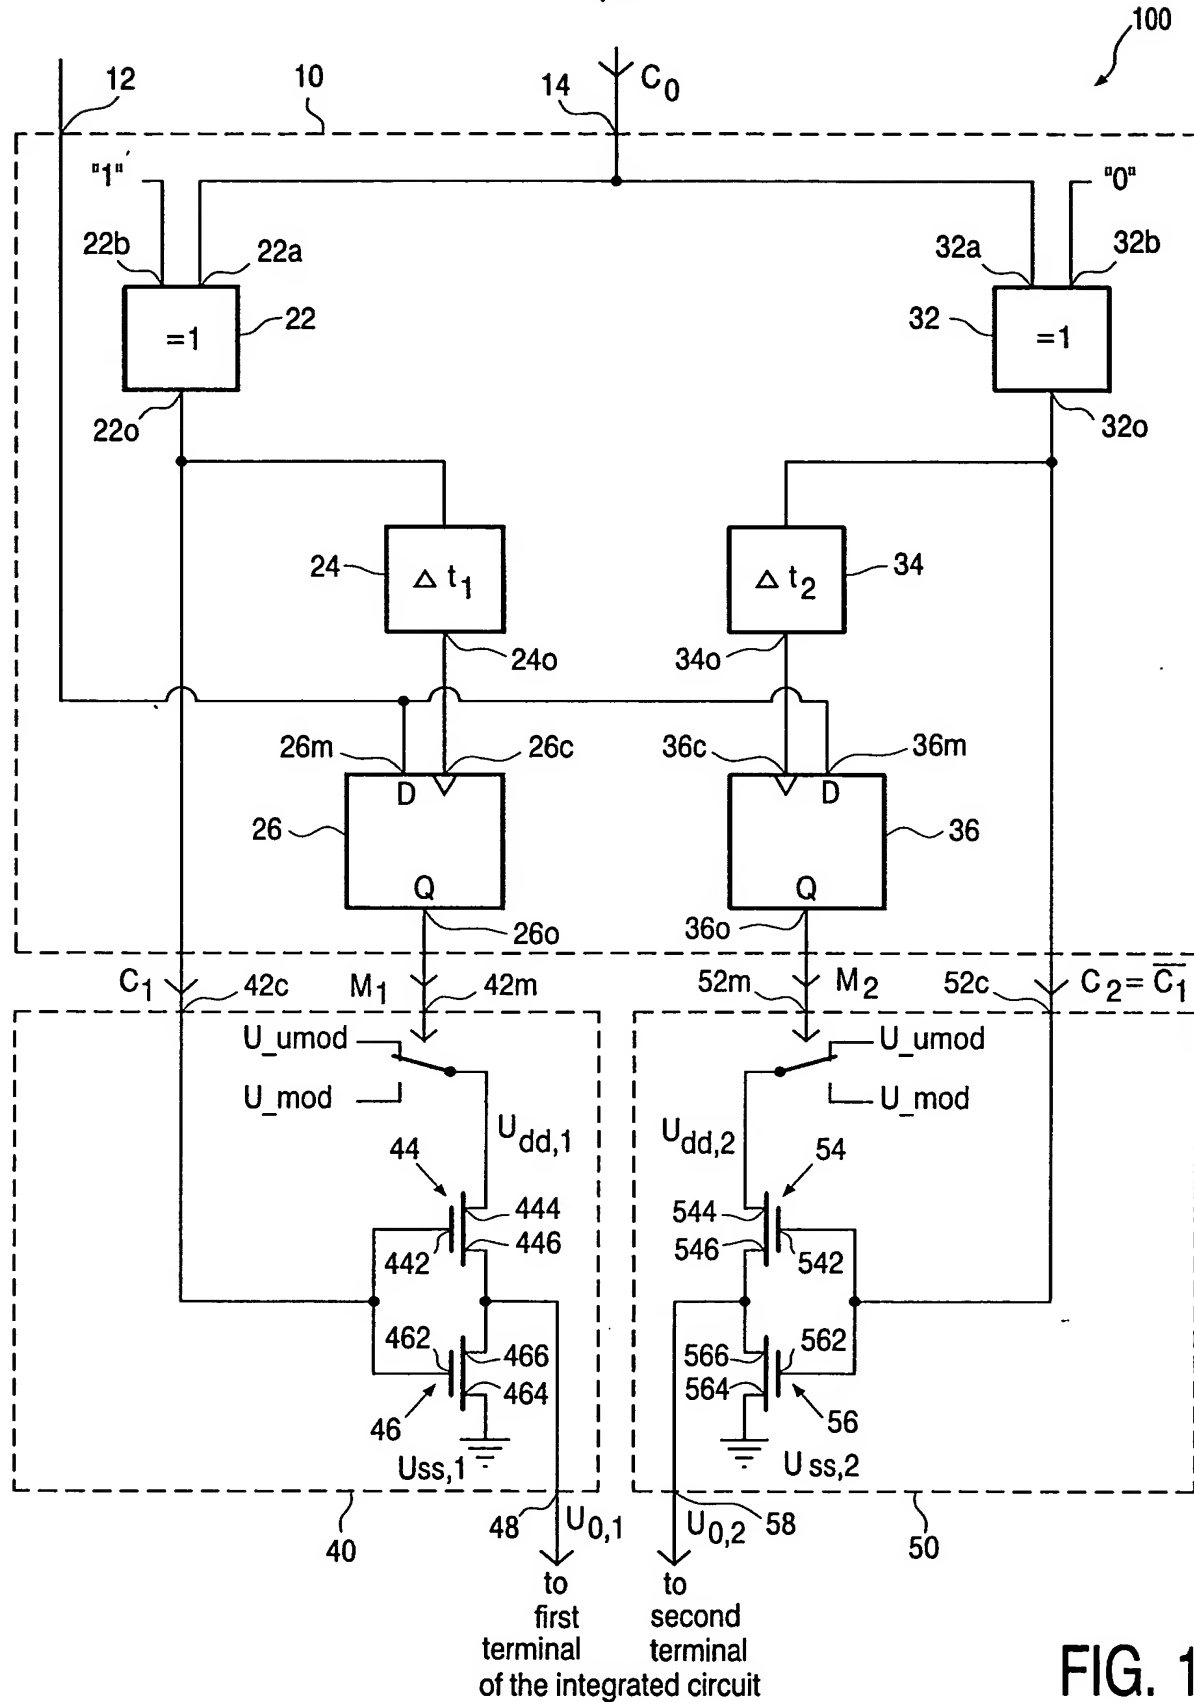 100
12
10
14
C0
"1"
"0"
22b
22a
32a
32b
=1
22
32
=1
22o
32o
24
Δ t1
Δ t2
34
24o
34o
26m
26c
36c
36m
D
D
26
36
Q
Q
26o
36o
C1
42c
M1
42m
52m
M2
52c
C2 = C̅1̅
U_umod
U_umod
U_mod
U_mod
Udd,1
Udd,2
44
54
444
544
442
446
546
542
462
466
566
562
464
564
46
56
Uss,1
Uss,2
40
48
U0,1
U0,2
58
50
to
first
terminal
to
second
terminal
of the integrated circuit
FIG. 1